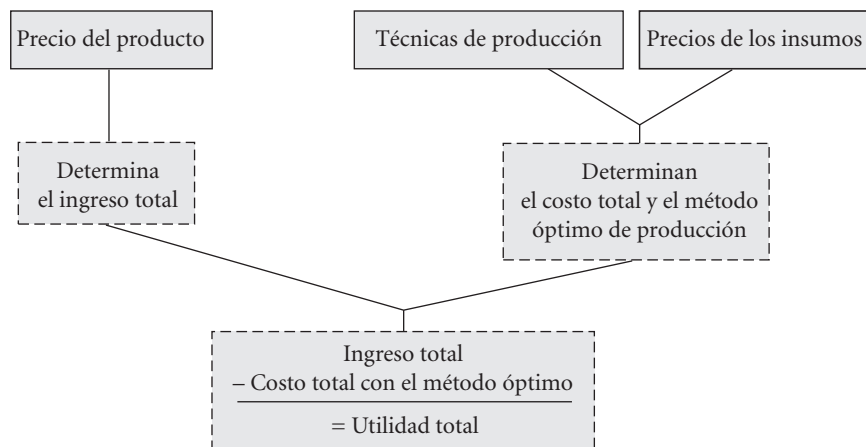 Precio del producto
Técnicas de producción
Precios de los insumos
Determina
el ingreso total
Determinan
el costo total y el método
óptimo de producción
Ingreso total
– Costo total con el método óptimo
= Utilidad total